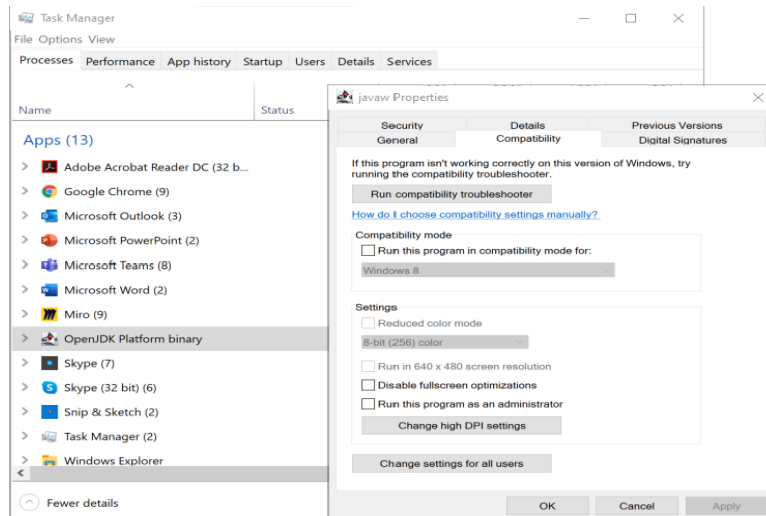 Task Manager
File Options View
Processes Performance App history Startup Users Details Services
Name Status
Apps (13)
Adobe Acrobat Reader DC (32 b...
Google Chrome (9)
Microsoft Outlook (3)
Microsoft PowerPoint (2)
Microsoft Teams (8)
Microsoft Word (2)
Miro (9)
OpenJDK Platform binary
Skype (7)
Skype (32 bit) (6)
Snip & Sketch (2)
Task Manager (2)
Windows Explorer
Fewer details
javaw Properties
Security Details Previous Versions
General Compatibility Digital Signatures
If this program isn't working correctly on this version of Windows, try
running the compatibility troubleshooter.
Run compatibility troubleshooter
How do I choose compatibility settings manually?
Compatibility mode
Run this program in compatibility mode for:
Windows 8
Settings
Reduced color mode
8-bit (256) color
Run in 640 x 480 screen resolution
Disable fullscreen optimizations
Run this program as an administrator
Change high DPI settings
Change settings for all users
OK Cancel Apply